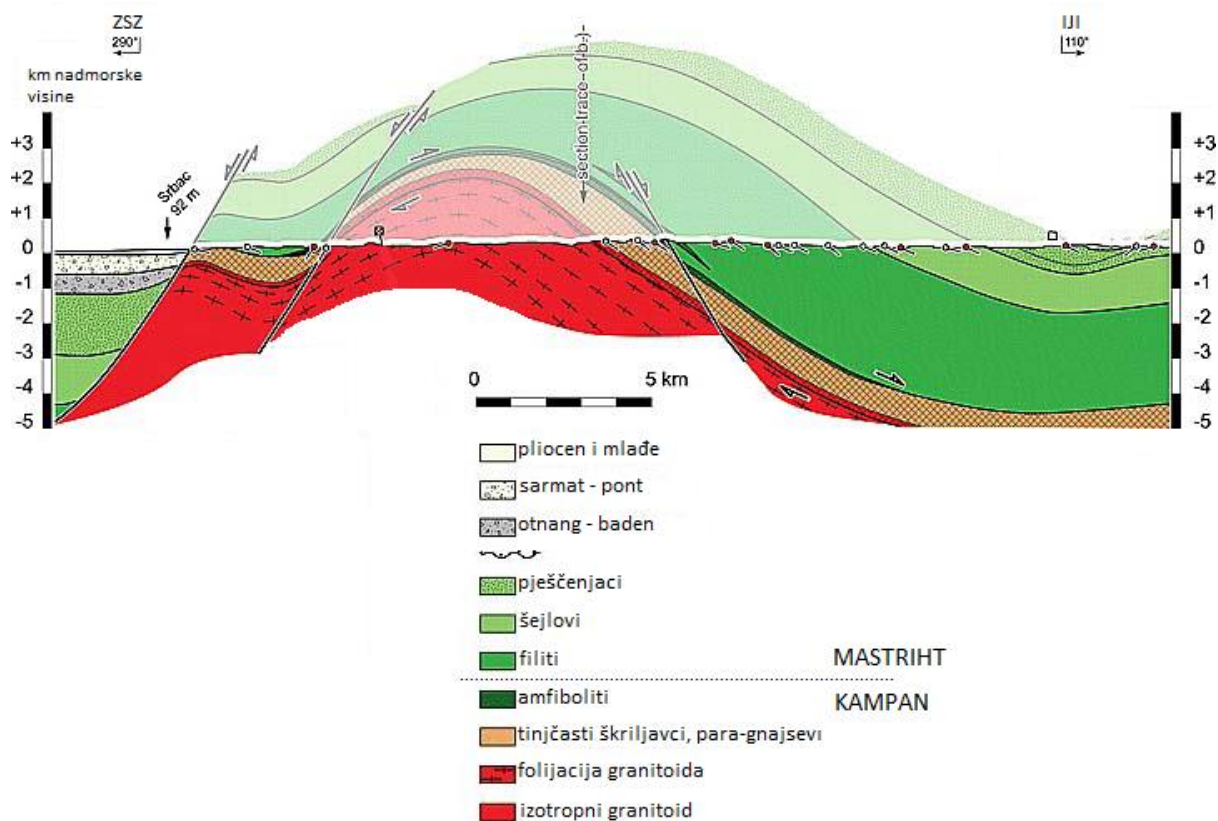 ZSZ
290°
IJI
110°
km nadmorske
visine
section-trace-of-b.)-
Srbac
92 m
+3
+2
+1
0
-1
-2
-3
-4
-5
+3
+2
+1
0
-1
-2
-3
-4
-5
0 5 km
pliocen i mlađe
sarmat - pont
otnang - baden
pješčenjaci
šejlovi
filiti
MASTRIHT
amfiboliti
KAMPAN
tinjčasti škriljavci, para-gnajsevi
folijacija granitoida
izotropni granitoid